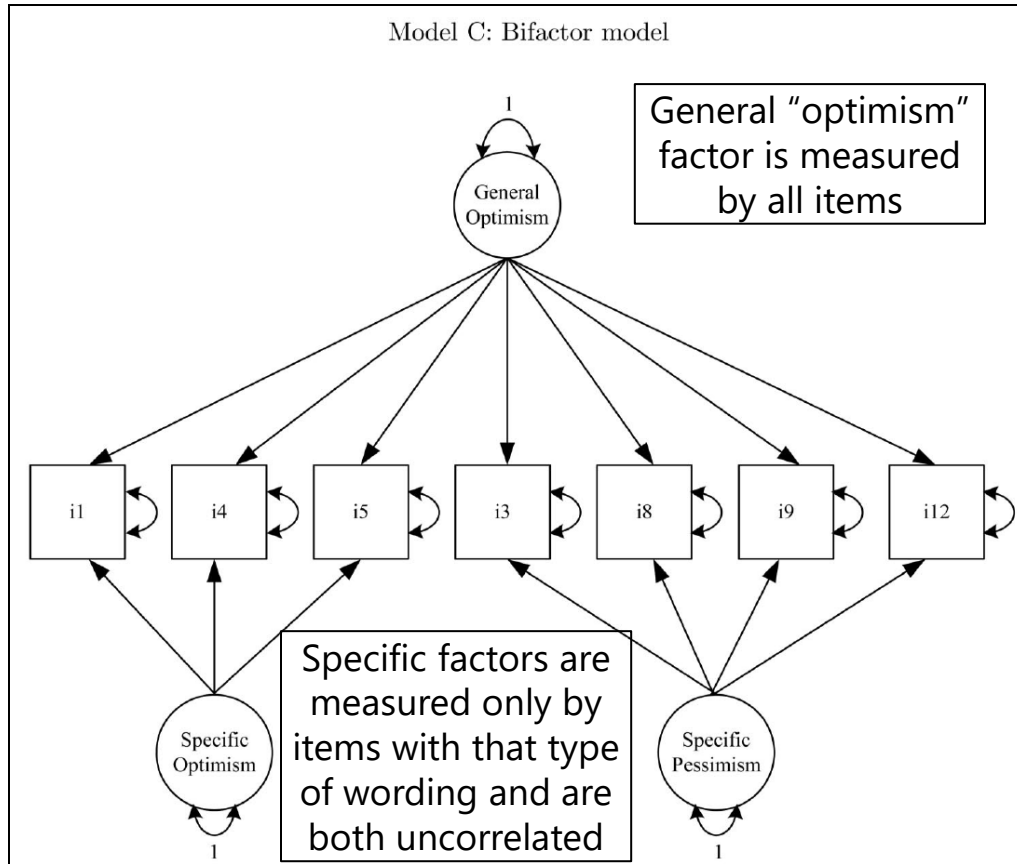 Model C: Bifactor model
1
General “optimism”
factor is measured
by all items
General
Optimism
i1
i4
i5
i3
i8
i9
i12
Specific factors are
measured only by
items with that type
of wording and are
both uncorrelated
Specific
Optimism
1
Specific
Pessimism
1